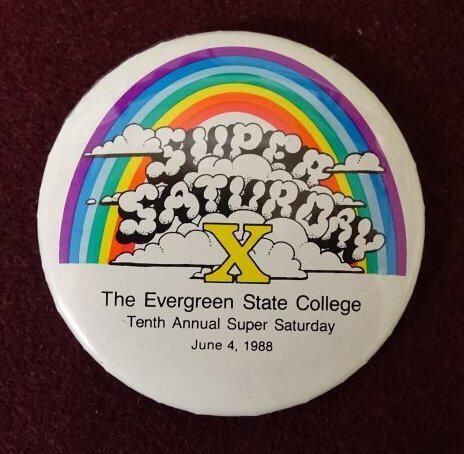 SUPER
SATURDAY
X
The Evergreen State College
Tenth Annual Super Saturday
June 4, 1988